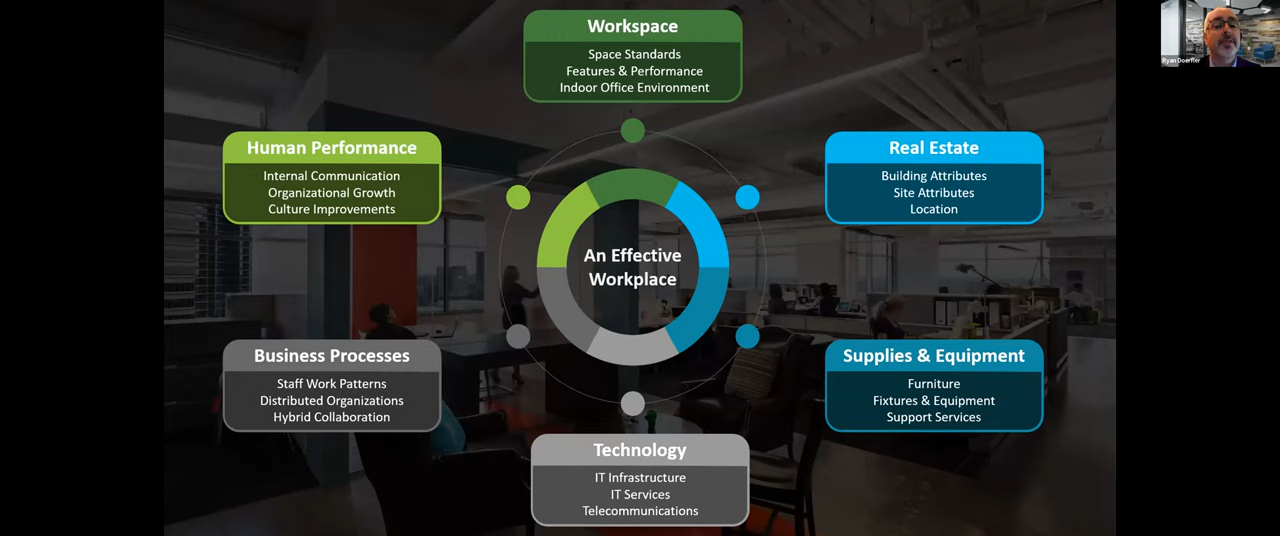 Workspace
Space Standards
Features & Performance
Indoor Office Environment
Ryan Doerfler
Human Performance
Internal Communication
Organizational Growth
Culture Improvements
Real Estate
Building Attributes
Site Attributes
Location
An Effective
Workplace
Business Processes
Staff Work Patterns
Distributed Organizations
Hybrid Collaboration
Supplies & Equipment
Furniture
Fixtures & Equipment
Support Services
Technology
IT Infrastructure
IT Services
Telecommunications